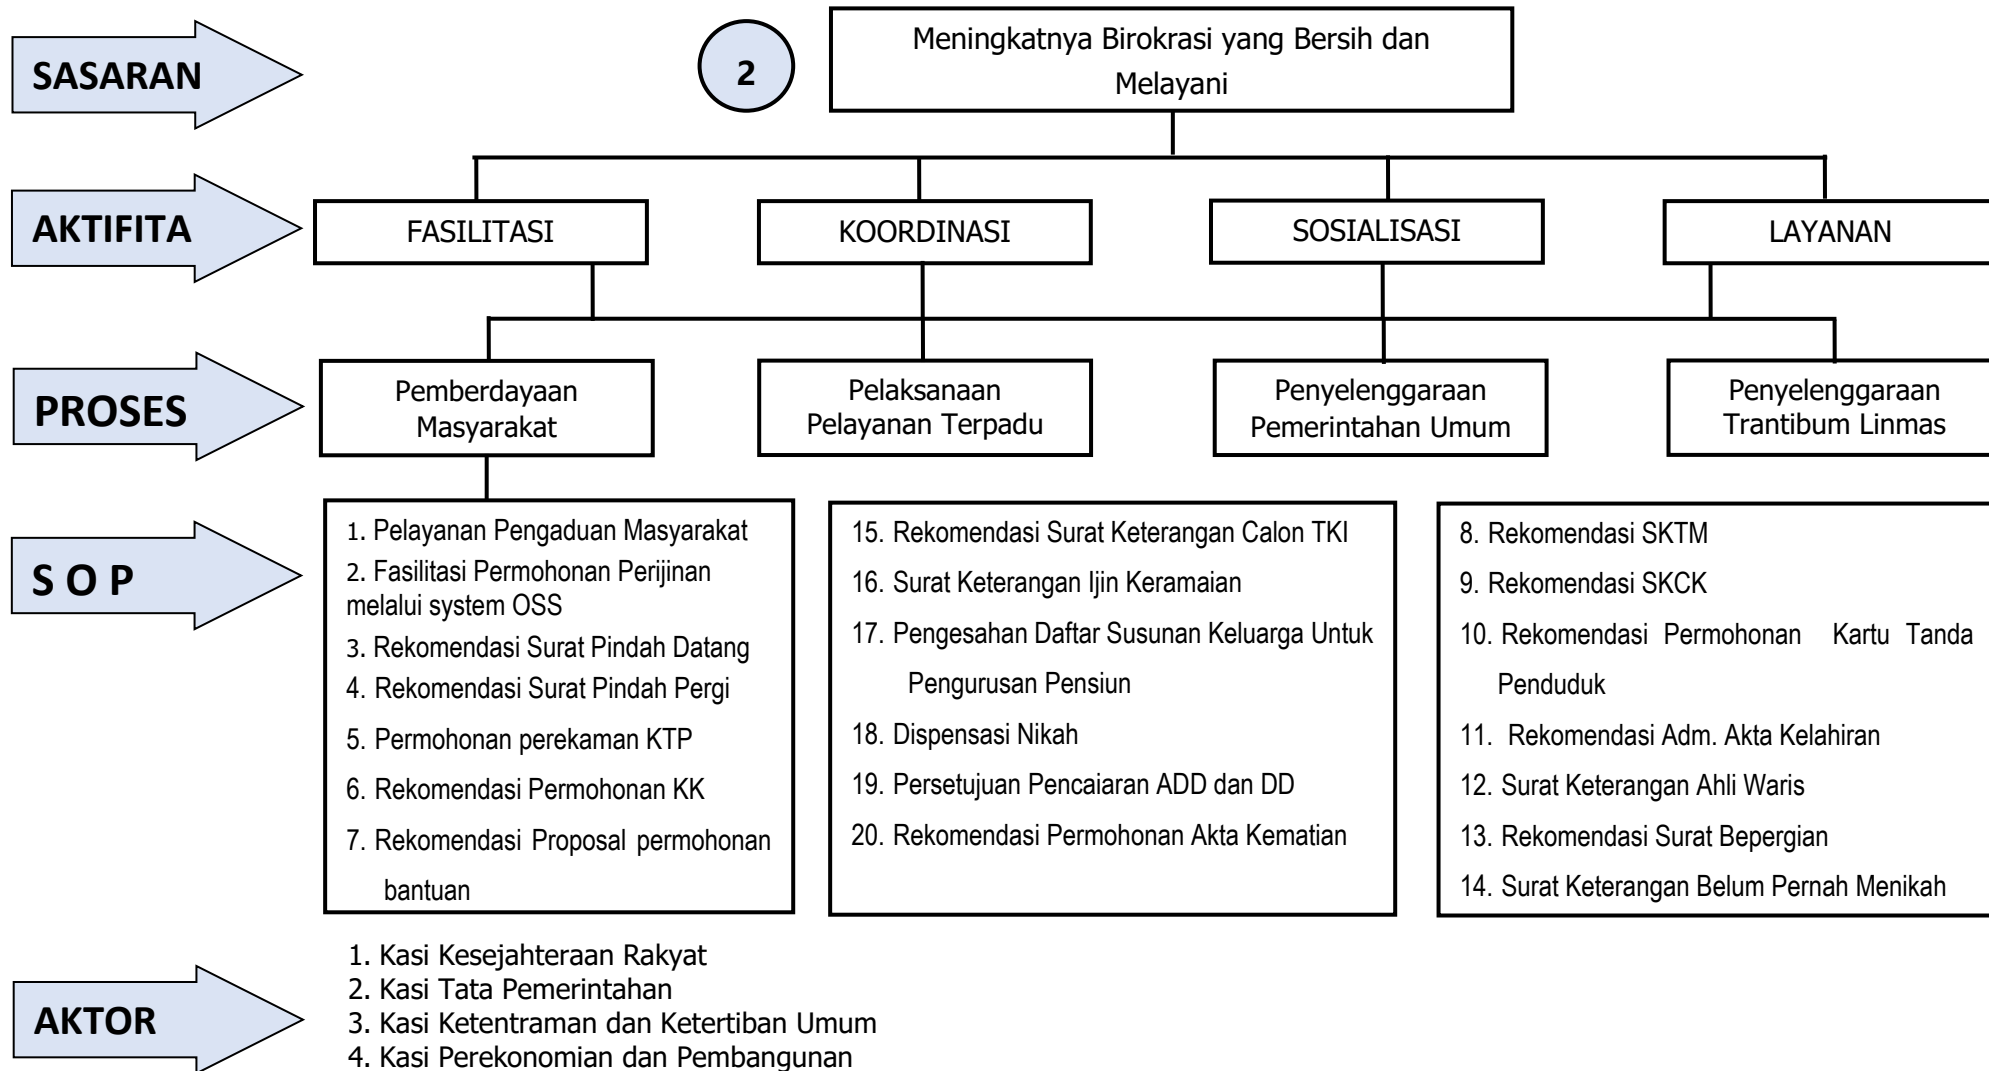 SASARAN
2
Meningkatnya Birokrasi yang Bersih dan
Melayani
AKTIFITA
FASILITASI
KOORDINASI
SOSIALISASI
LAYANAN
PROSES
Pemberdayaan
Masyarakat
Pelaksanaan
Pelayanan Terpadu
Penyelenggaraan
Pemerintahan Umum
Penyelenggaraan
Trantibum Linmas
S O P
1. Pelayanan Pengaduan Masyarakat
2. Fasilitasi Permohonan Perijinan
melalui system OSS
3. Rekomendasi Surat Pindah Datang
4. Rekomendasi Surat Pindah Pergi
5. Permohonan perekaman KTP
6. Rekomendasi Permohonan KK
7. Rekomendasi Proposal permohonan
bantuan
15. Rekomendasi Surat Keterangan Calon TKI
16. Surat Keterangan Ijin Keramaian
17. Pengesahan Daftar Susunan Keluarga Untuk
Pengurusan Pensiun
18. Dispensasi Nikah
19. Persetujuan Pencaiaran ADD dan DD
20. Rekomendasi Permohonan Akta Kematian
8. Rekomendasi SKTM
9. Rekomendasi SKCK
10. Rekomendasi Permohonan Kartu Tanda
Penduduk
11. Rekomendasi Adm. Akta Kelahiran
12. Surat Keterangan Ahli Waris
13. Rekomendasi Surat Bepergian
14. Surat Keterangan Belum Pernah Menikah
AKTOR
1. Kasi Kesejahteraan Rakyat
2. Kasi Tata Pemerintahan
3. Kasi Ketentraman dan Ketertiban Umum
4. Kasi Perekonomian dan Pembangunan